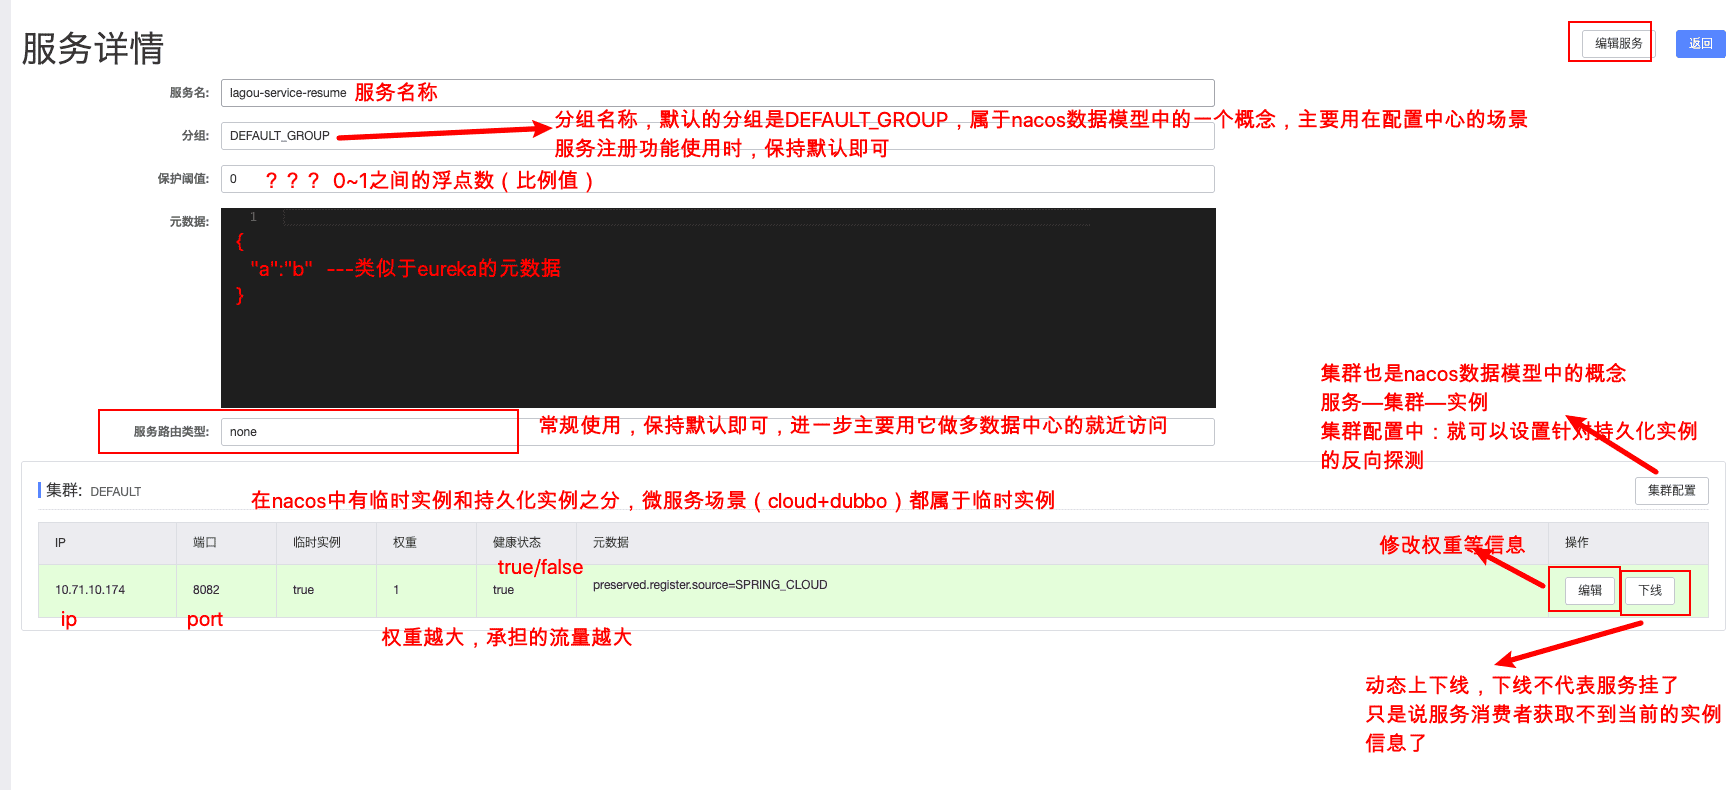 服务详情
编辑服务
返回
服务名: lagou-service-resume 服务名称
分组: DEFAULT_GROUP
分组名称，默认的分组是DEFAULT_GROUP，属于nacos数据模型中的一个概念，主要用在配置中心的场景
服务注册功能使用时，保持默认即可
保护阈值: 0 ？？？ 0~1之间的浮点数（比例值）
元数据: 1
{
"a":"b" ---类似于eureka的元数据
}
服务路由类型: none
常规使用，保持默认即可，进一步主要用它做多数据中心的就近访问
集群也是nacos数据模型中的概念
服务—集群—实例
集群配置中：就可以设置针对持久化实例
的反向探测
集群: DEFAULT
集群配置
在nacos中有临时实例和持久化实例之分，微服务场景（cloud+dubbo）都属于临时实例
IP 端口 临时实例 权重 健康状态 元数据 操作
修改权重等信息
true/false
10.71.10.174 8082 true 1 true preserved.register.source=SPRING_CLOUD 编辑 下线
ip port
权重越大，承担的流量越大
动态上下线，下线不代表服务挂了
只是说服务消费者获取不到当前的实例
信息了